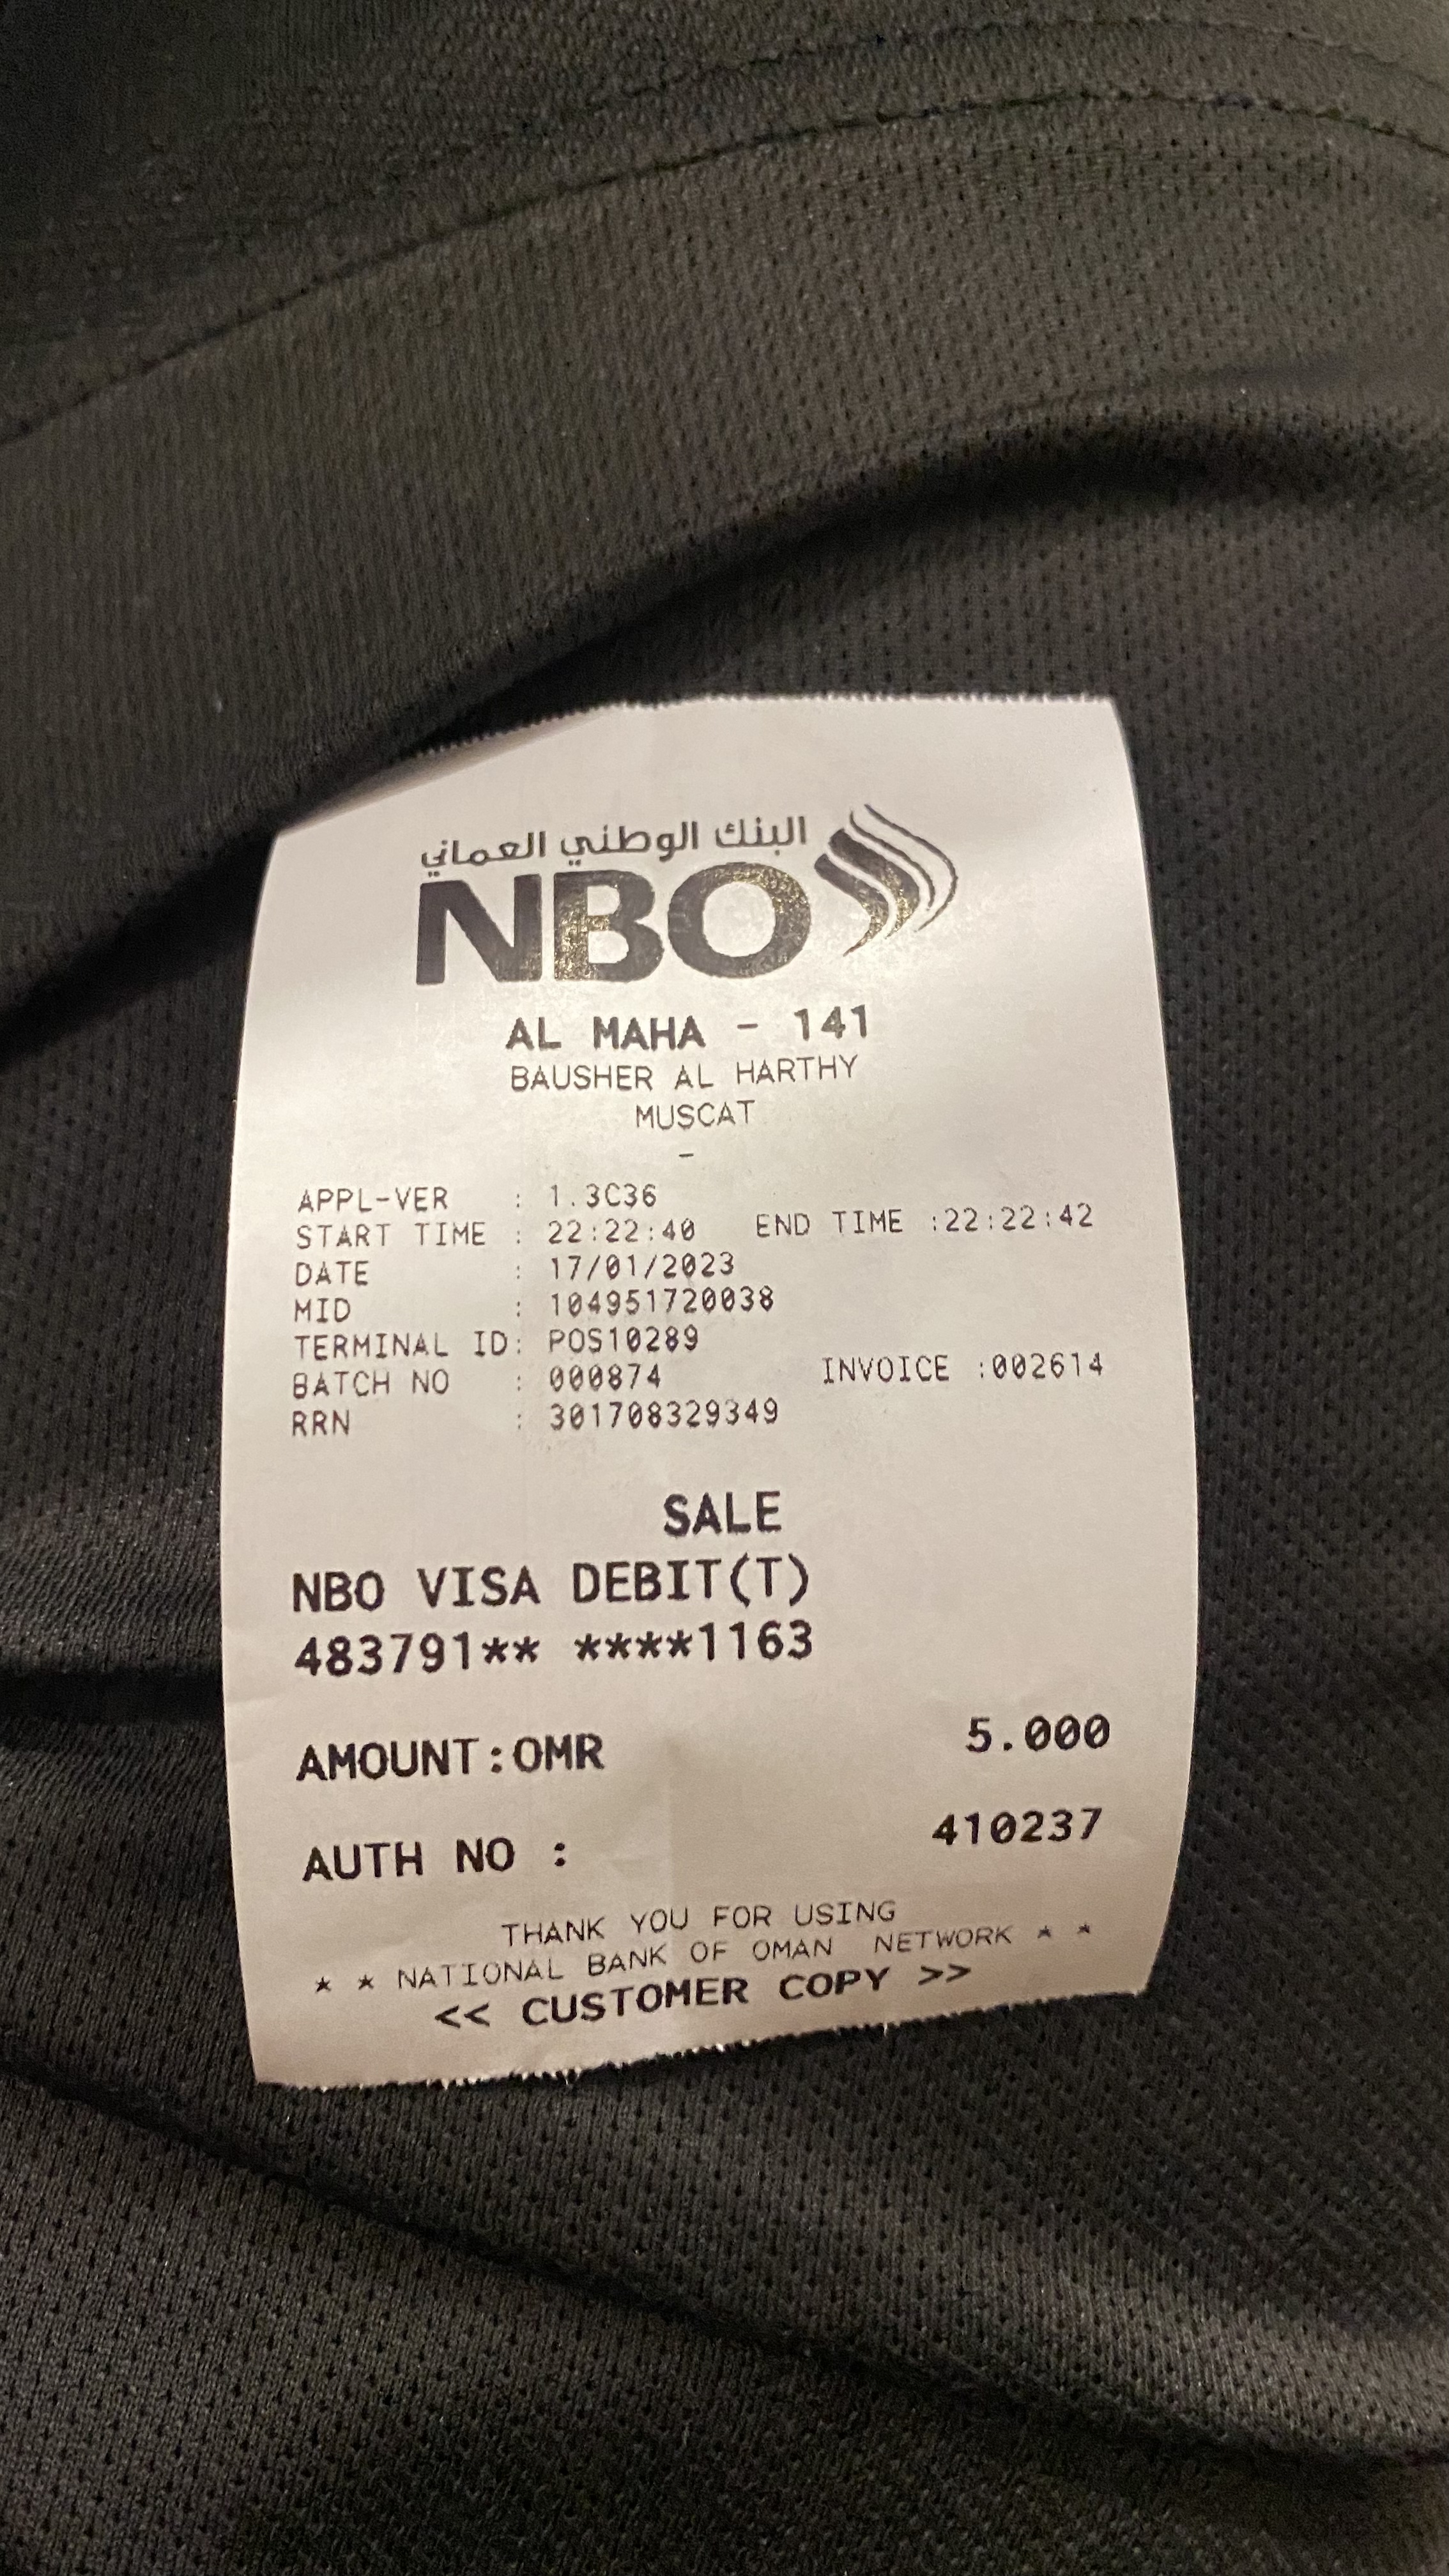 البنك الوطني العماني
NBO
AL MAHA - 141
BAUSHER AL HARTHY
MUSCAT
-
APPL-VER : 1.3C36
START TIME : 22:22:40 END TIME :22:22:42
DATE : 17/01/2023
MID : 104951720038
TERMINAL ID: POS10289
BATCH NO : 000874 INVOICE :002614
RRN : 301708329349
SALE
NBO VISA DEBIT(T)
483791** ****1163
AMOUNT:OMR 5.000
AUTH NO : 410237
THANK YOU FOR USING
* * NATIONAL BANK OF OMAN NETWORK * *
<< CUSTOMER COPY >>